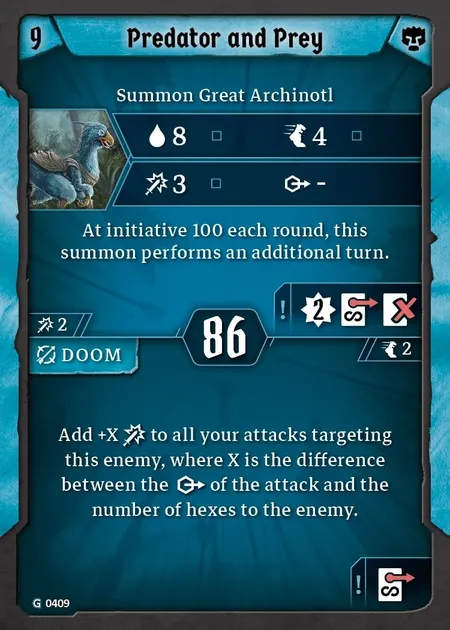 9
Predator and Prey
Summon Great Archinotl
8
4
3
-
At initiative 100 each round, this
summon performs an additional turn.
! 2
2
86
2
DOOM
Add +X to all your attacks targeting
this enemy, where X is the difference
between the of the attack and the
number of hexes to the enemy.
!
G 0409